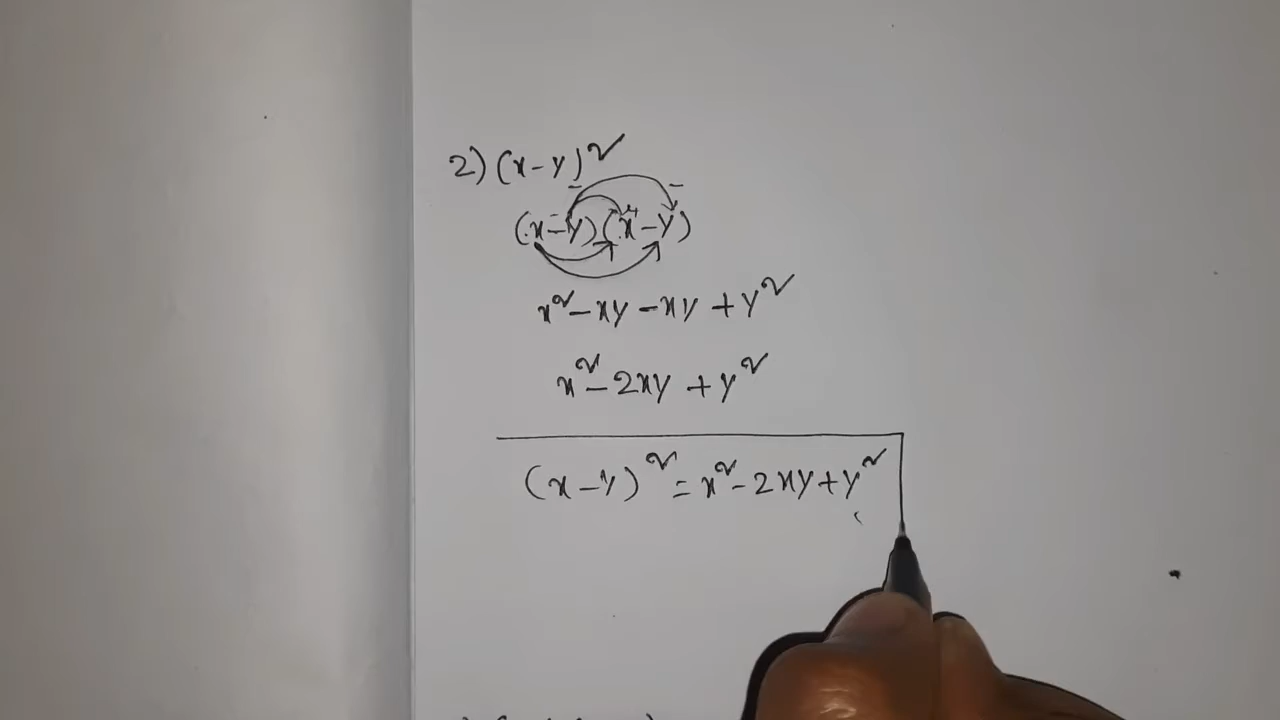 2) (x-y)²
(x-y)(x-y)
x²-xy-xy+y²
x²-2xy+y²
(x-y)²=x²-2xy+y²